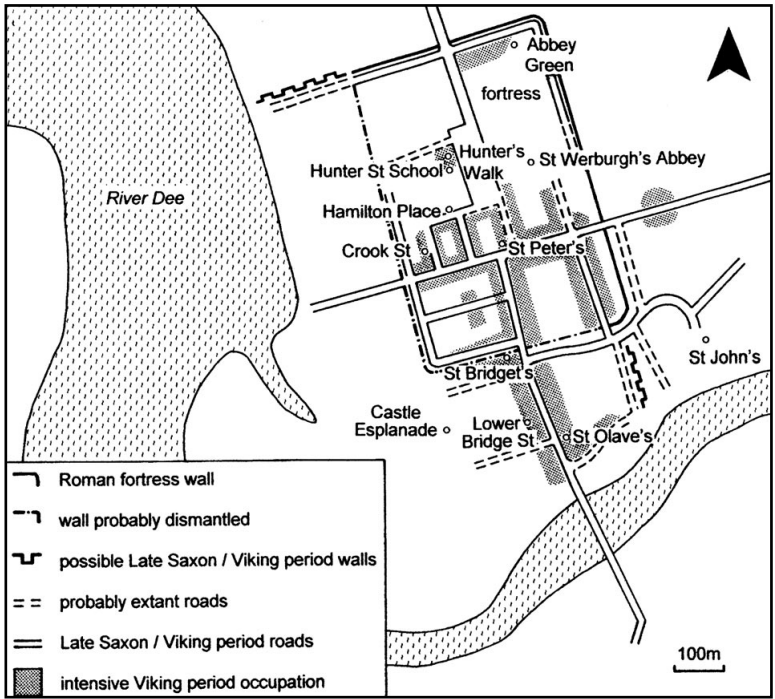 Abbey
Green
fortress
Hunter's
Walk
St Werburgh's Abbey
Hunter St School
River Dee
Hamilton Place
Crook St
St Peter's
St John's
St Bridget's
Castle
Esplanade
Lower
Bridge St
St Olave's
Roman fortress wall
wall probably dismantled
possible Late Saxon / Viking period walls
probably extant roads
Late Saxon / Viking period roads
intensive Viking period occupation
100m